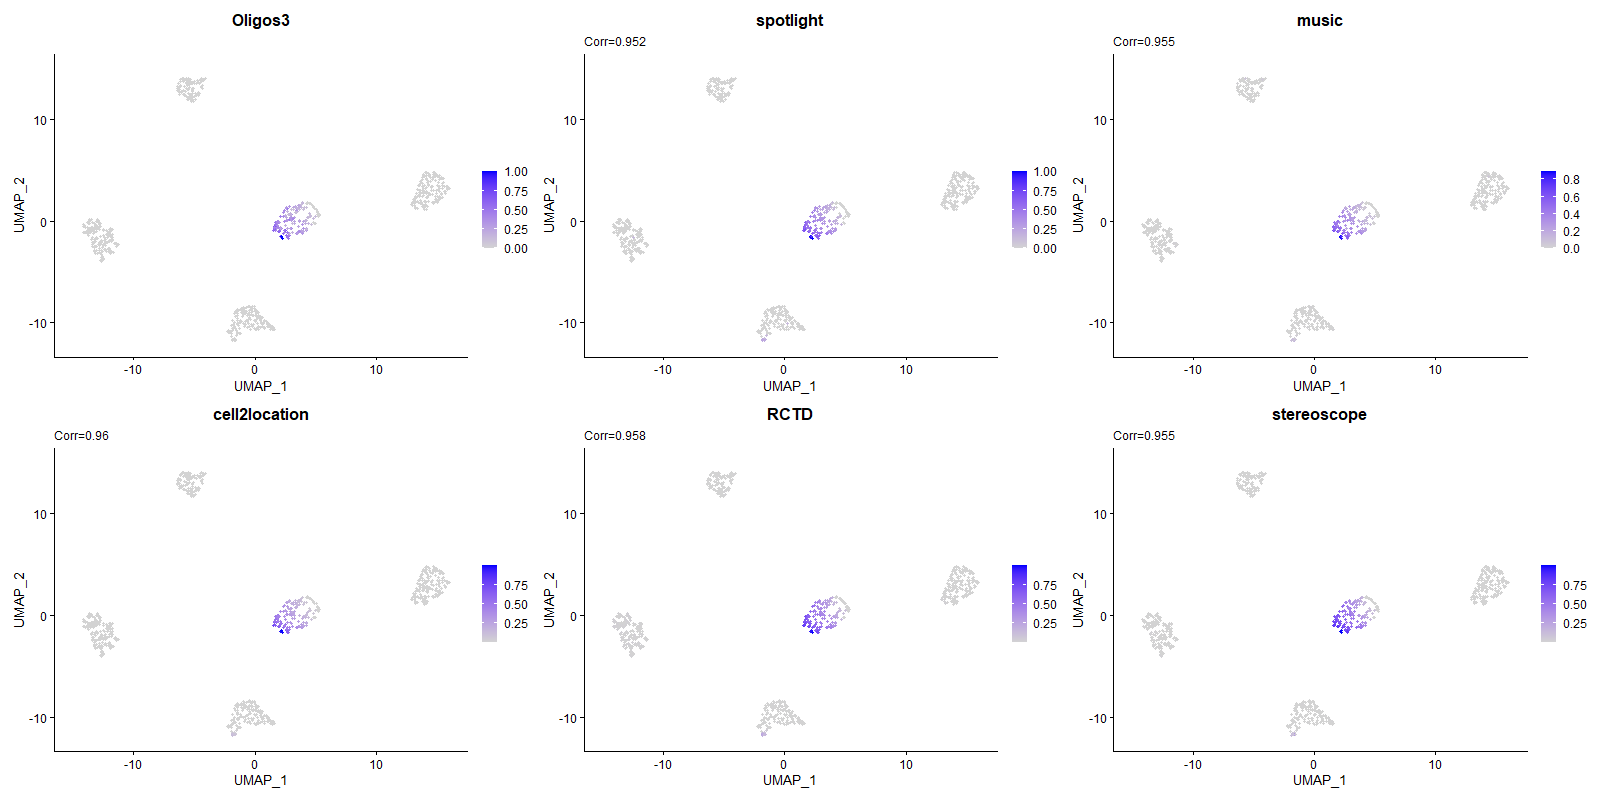 Oligos3
10
0
-10
-10
0
10
UMAP_1
UMAP_2
1.00
0.75
0.50
0.25
0.00
spotlight
Corr=0.952
10
0
-10
-10
0
10
UMAP_1
UMAP_2
1.00
0.75
0.50
0.25
0.00
music
Corr=0.955
10
0
-10
-10
0
10
UMAP_1
UMAP_2
0.8
0.6
0.4
0.2
0.0
cell2location
Corr=0.96
10
0
-10
-10
0
10
UMAP_1
UMAP_2
0.75
0.50
0.25
RCTD
Corr=0.958
10
0
-10
-10
0
10
UMAP_1
UMAP_2
0.75
0.50
0.25
stereoscope
Corr=0.955
10
0
-10
-10
0
10
UMAP_1
UMAP_2
0.75
0.50
0.25